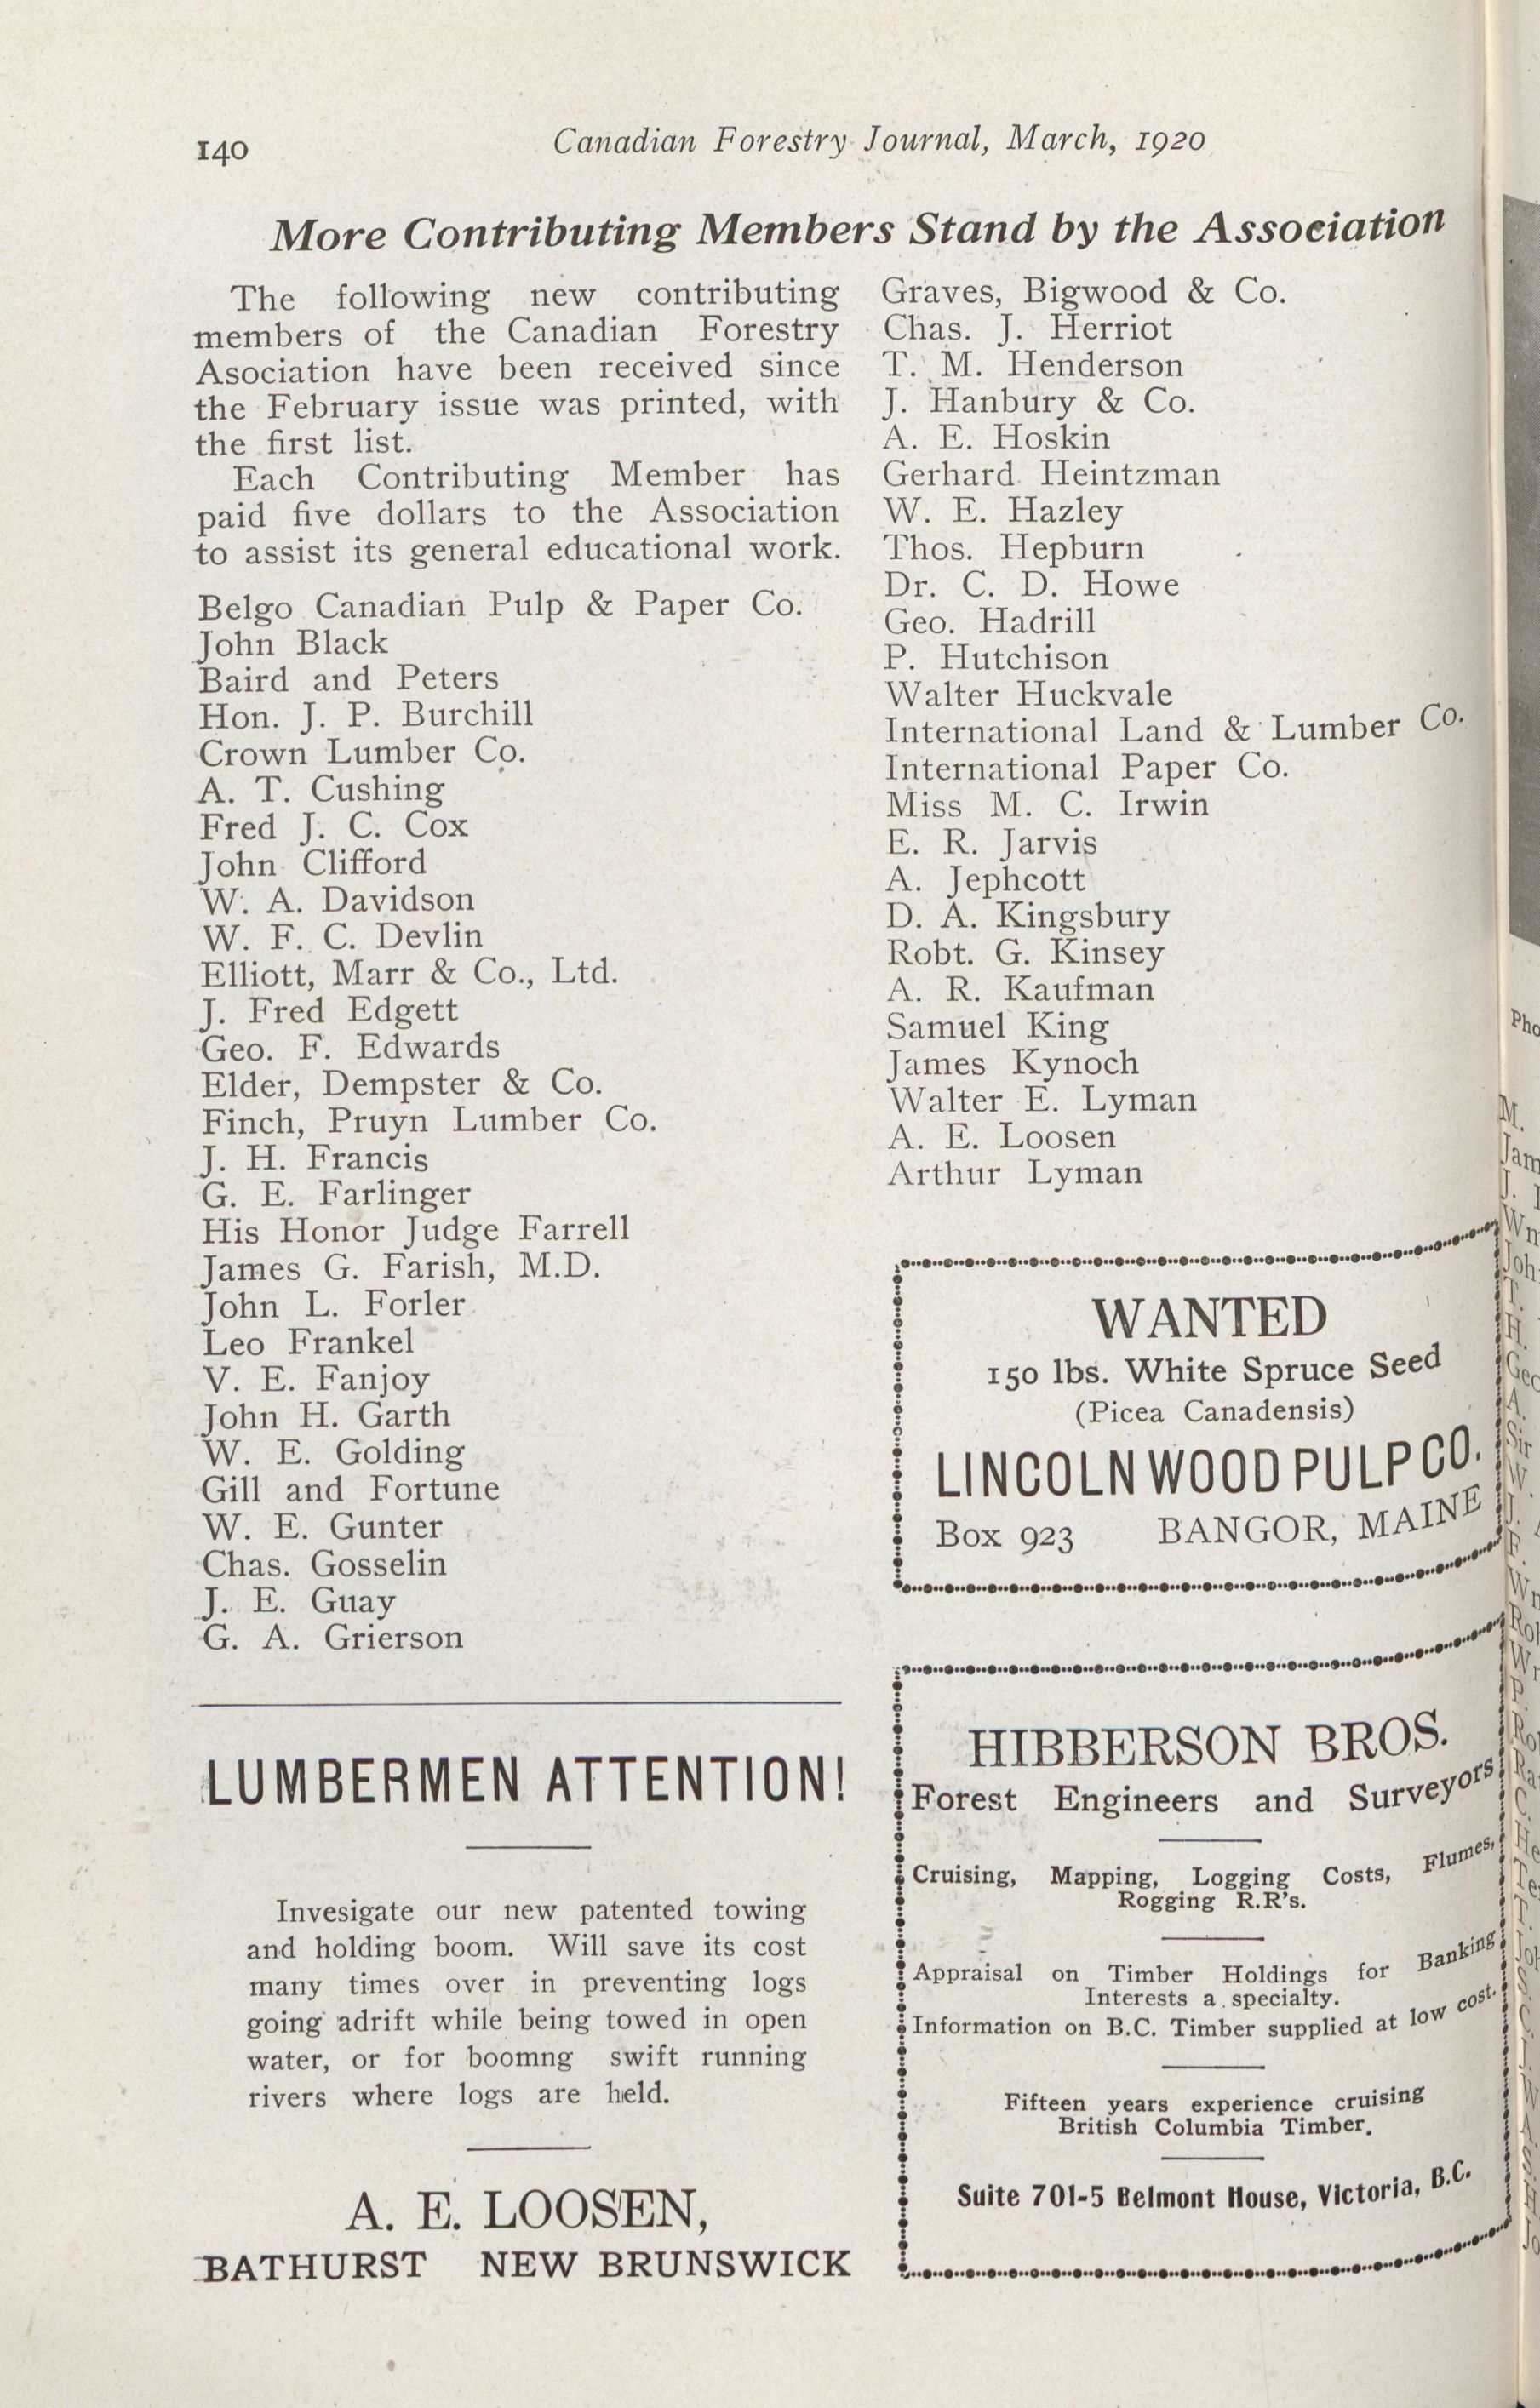 140
Canadian Forestry Journal, March, 1920
More Contributing Members Stand by the Association
The following new contributing
members of the Canadian Forestry
Asociation have been received since
the February issue was printed, with
the first list.
Each Contributing Member has
paid five dollars to the Association
to assist its general educational work.
Belgo Canadian Pulp & Paper Co.
John Black
Baird and Peters
Hon. J. P. Burchill
Crown Lumber Co.
A. T. Cushing
Fred J. C. Cox
John Clifford
W. A. Davidson
W. F. C. Devlin
Elliott, Marr & Co., Ltd.
J. Fred Edgett
Geo. F. Edwards
Elder, Dempster & Co.
Finch, Pruyn Lumber Co.
J. H. Francis
G. E. Farlinger
His Honor Judge Farrell
James G. Farish, M.D.
John L. Forler
Leo Frankel
V. E. Fanjoy
John H. Garth
W. E. Golding
Gill and Fortune
W. E. Gunter
Chas. Gosselin
J. E. Guay
G. A. Grierson
LUMBERMEN ATTENTION!
Invesigate our new patented towing
and holding boom. Will save its cost
many times over in preventing logs
going adrift while being towed in open
water, or for boomng swift running
rivers where logs are held.
A. E. LOOSEN,
BATHURST NEW BRUNSWICK
Graves, Bigwood & Co.
Chas. J. Herriot
T. M. Henderson
J. Hanbury & Co.
A. E. Hoskin
Gerhard Heintzman
W. E. Hazley
Thos. Hepburn
Dr. C. D. Howe
Geo. Hadrill
P. Hutchison
Walter Huckvale
International Land & Lumber Co.
International Paper Co.
Miss M. C. Irwin
E. R. Jarvis
A. Jephcott
D. A. Kingsbury
Robt. G. Kinsey
A. R. Kaufman
Samuel King
James Kynoch
Walter E. Lyman
A. E. Loosen
Arthur Lyman
WANTED
150 lbs. White Spruce Seed
(Picea Canadensis)
LINCOLN WOOD PULP CO.
Box 923 BANGOR, MAINE
HIBBERSON BROS.
Forest Engineers and Surveyors
Cruising, Mapping, Logging Costs, Flumes,
Rogging R.R's.
Appraisal on Timber Holdings for Banking
Interests a specialty.
Information on B.C. Timber supplied at low cost.
Fifteen years experience cruising
British Columbia Timber.
Suite 701-5 Belmont House, Victoria, B.C.